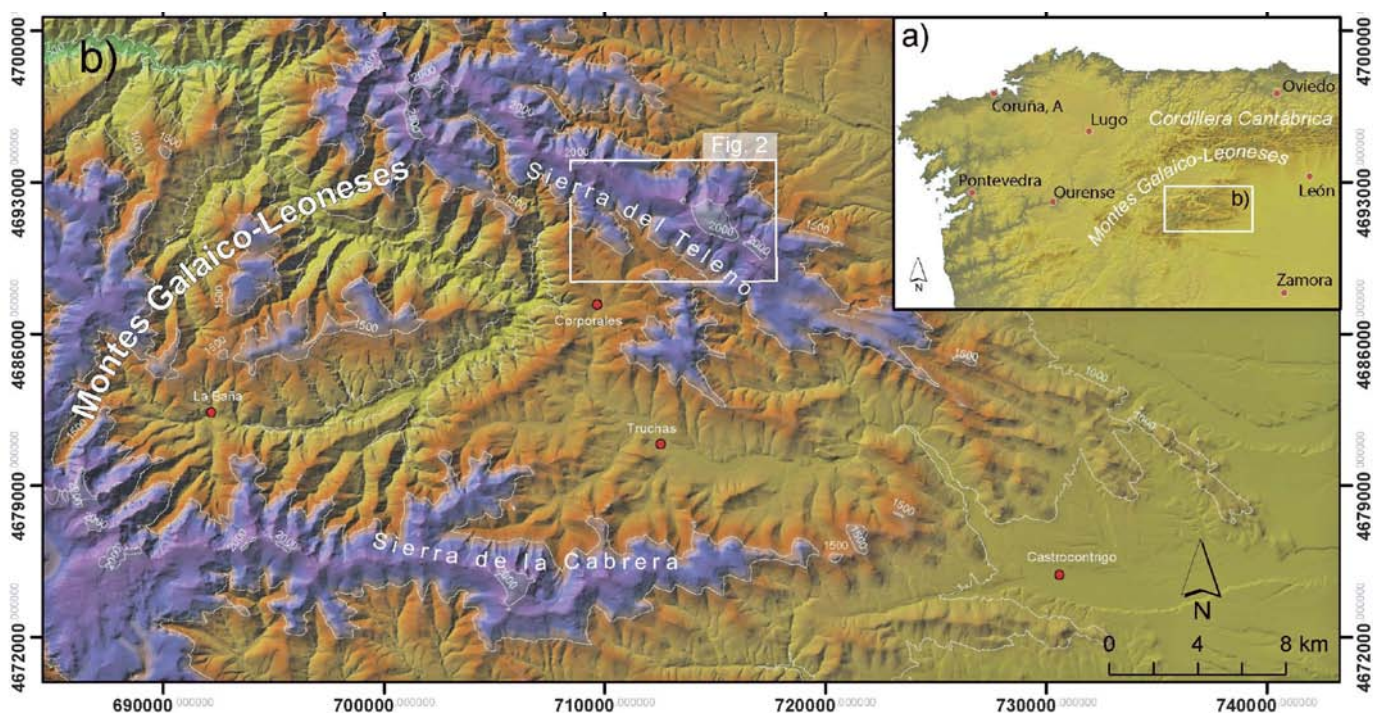 b)
a)
4700000
4693000
4686000
4679000
4672000
4700000
4693000
4686000
4679000
4672000
690000
700000
710000
720000
730000
740000
Oviedo
Coruña, A
Lugo
Cordillera Cantábrica
Montes Galaico-Leoneses
Pontevedra
Ourense
León
b)
Zamora
N
Fig. 2
Montes Galaico-Leoneses
Sierra del Teleno
Corporales
La Baña
Truchas
Sierra de la Cabrera
Castrocontrigo
1500
1000
2000
2000
2000
1500
1500
2000
2000
1500
1500
1500
1500
1500
1000
1500
2000
2000
1500
N
0 4 8 km